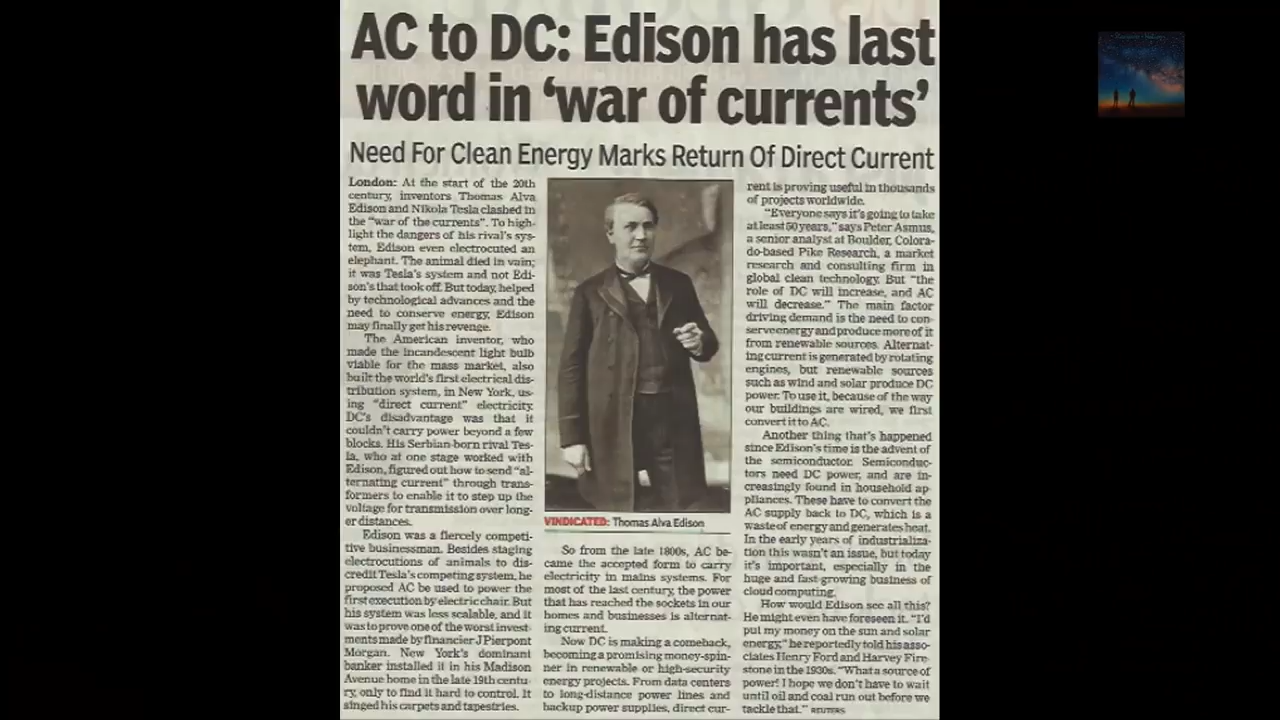 AC to DC: Edison has last
word in ‘war of currents’
Need For Clean Energy Marks Return Of Direct Current
London: At the start of the 20th
century, inventors Thomas Alva
Edison and Nikola Tesla clashed in
the “war of the currents”. To high-
light the dangers of his rival’s sys-
tem, Edison even electrocuted an
elephant. The animal died in vain;
it was Tesla’s system and not Edi-
son’s that took off. But today, helped
by technological advances and the
need to conserve energy, Edison
may finally get his revenge.
The American inventor, who
made the incandescent light bulb
viable for the mass market, also
built the world’s first electrical dis-
tribution system, in New York, us-
ing “direct current” electricity.
DC’s disadvantage was that it
couldn’t carry power beyond a few
blocks. His Serbian-born rival Tes-
la, who at one stage worked with
Edison, figured out how to send “al-
ternating current” through trans-
formers to enable it to step up the
voltage for transmission over long-
er distances.
Edison was a fiercely competi-
tive businessman. Besides staging
electrocutions of animals to dis-
credit Tesla’s competing system, he
proposed AC be used to power the
first execution by electric chair. But
his system was less scalable, and it
was to prove one of the worst invest-
ments made by financier J Pierpont
Morgan. New York’s dominant
banker installed it in his Madison
Avenue home in the late 19th centu-
ry, only to find it hard to control. It
singed his carpets and tapestries.
VINDICATED: Thomas Alva Edison
So from the late 1800s, AC be-
came the accepted form to carry
electricity in mains systems. For
most of the last century, the power
that has reached the sockets in our
homes and businesses is alternat-
ing current.
Now DC is making a comeback,
becoming a promising money-spin-
ner in renewable or high-security
energy projects. From data centers
to long-distance power lines and
backup power supplies, direct cur-
rent is proving useful in thousands
of projects worldwide.
“Everyone says it’s going to take
at least 50 years,” says Peter Asmus,
a senior analyst at Boulder, Colora-
do-based Pike Research, a market
research and consulting firm in
global clean technology. But “the
role of DC will increase, and AC
will decrease.” The main factor
driving demand is the need to con-
serve energy and produce more of it
from renewable sources. Alternat-
ing current is generated by rotating
engines, but renewable sources
such as wind and solar produce DC
power. To use it, because of the way
our buildings are wired, we first
convert it to AC.
Another thing that’s happened
since Edison’s time is the advent of
the semiconductor. Semiconduc-
tors need DC power, and are in-
creasingly found in household ap-
pliances. These have to convert the
AC supply back to DC, which is a
waste of energy and generates heat.
In the early years of industrializa-
tion this wasn’t an issue, but today
it’s important, especially in the
huge and fast-growing business of
cloud computing.
How would Edison see all this?
He might even have foreseen it. “I’d
put my money on the sun and solar
energy,” he reportedly told his asso-
ciates Henry Ford and Harvey Fire-
stone in the 1930s. “What a source of
power! I hope we don’t have to wait
until oil and coal run out before we
tackle that.” REUTERS